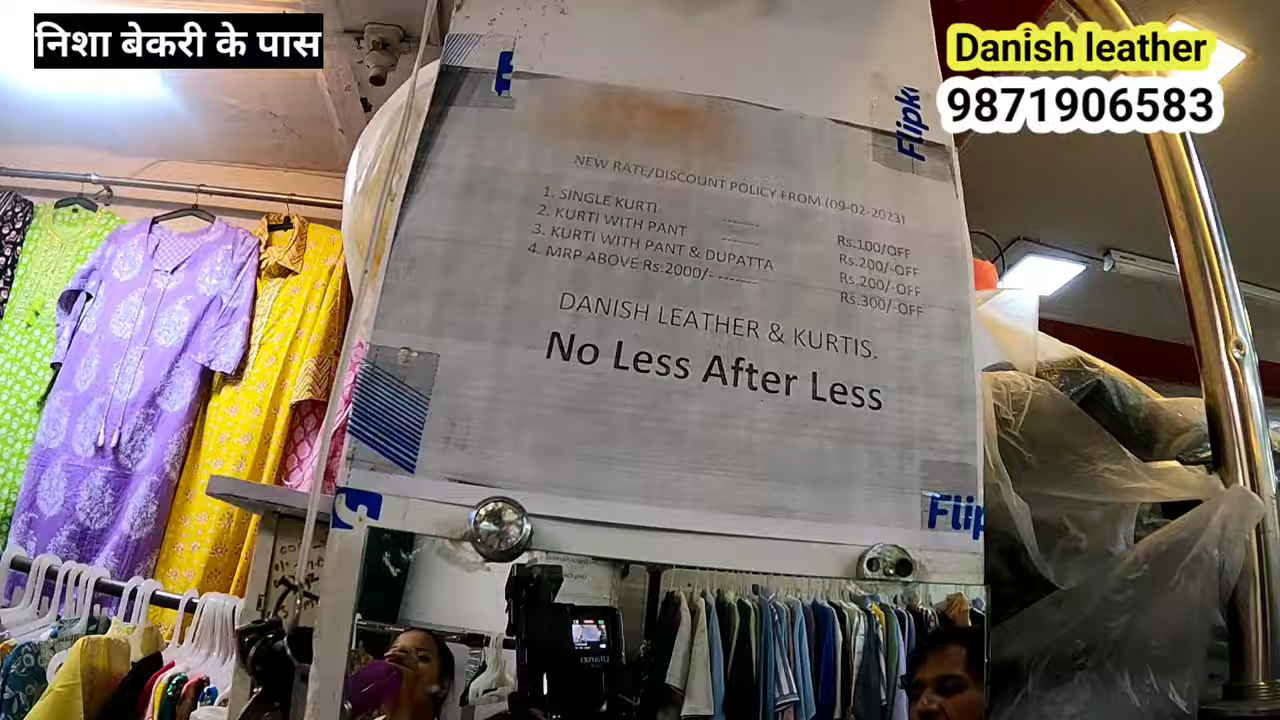 निशा बेकरी के पास
Danish leather
9871906583
Flipk
NEW RATE/DISCOUNT POLICY FROM (09-02-2023)
1. SINGLE KURTI ------- Rs.100/OFF
2. KURTI WITH PANT ------- Rs.200/-OFF
3. KURTI WITH PANT & DUPATTA Rs.200/-OFF
4. MRP ABOVE Rs.2000/- -------- Rs.300/-OFF
DANISH LEATHER & KURTIS.
No Less After Less
Flip